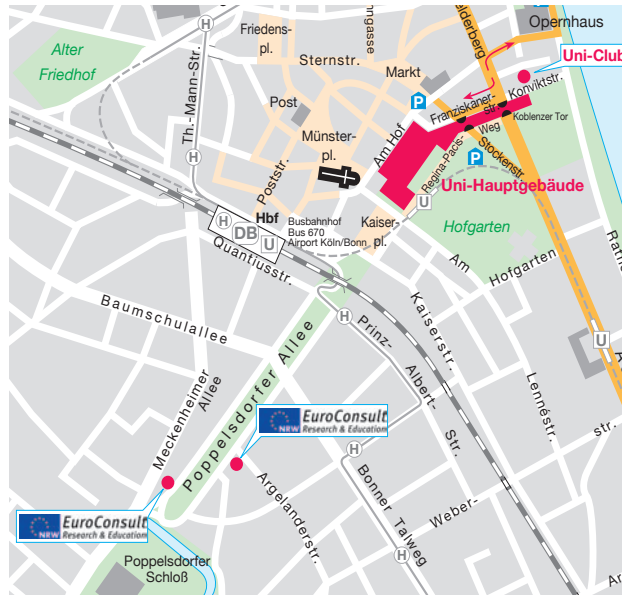 Alter
Friedhof
Friedens-
pl.
Sternstr.
Opernhaus
Uni-Club
Markt
P
Konviktstr.
Franziskaner-
str.
Koblenzer Tor
Weg
Stockenstr.
Regina-Pacis-
P
Th.-Mann-Str.
H
H
Post
Münster-
pl.
Am Hof
Poststr.
Uni-Hauptgebäude
Hofgarten
U
Kaiser-
pl.
Hbf
H
DB
U
Busbahnhof
Bus 670
Airport Köln/Bonn
Quantiusstr.
Am
Hofgarten
Baumschulallee
Kaiserstr.
Lennéstr.
U
H
Prinz-
Albert-
Str.
Poppelsdorfer Allee
Meckenheimer
Allee
NRW
EuroConsult
Research & Education
str.
Weber-
H
Bonner
Talweg
H
Argelanderstr.
NRW
EuroConsult
Research & Education
Poppelsdorfer
Schloß